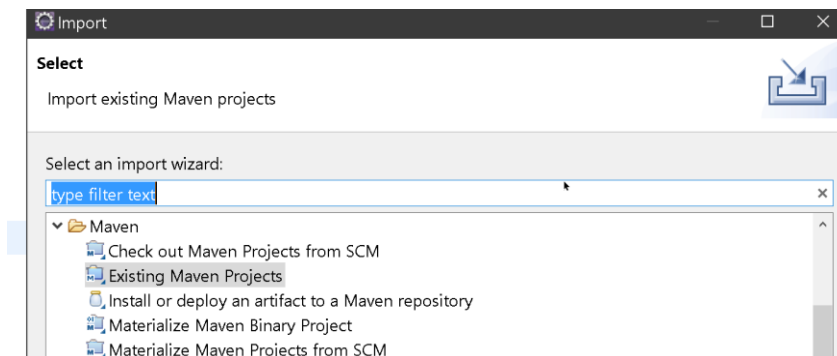 Import
Select
Import existing Maven projects
Select an import wizard:
type filter text
Maven
Check out Maven Projects from SCM
Existing Maven Projects
Install or deploy an artifact to a Maven repository
Materialize Maven Binary Project
Materialize Maven Projects from SCM